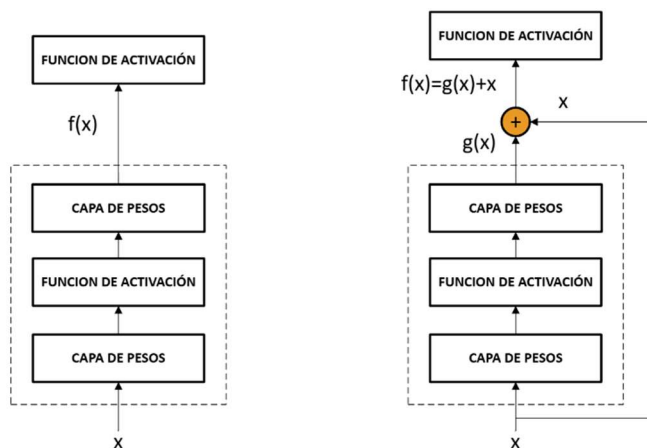 FUNCION DE ACTIVACIÓN
f(x)
CAPA DE PESOS
FUNCION DE ACTIVACIÓN
CAPA DE PESOS
x
FUNCION DE ACTIVACIÓN
f(x)=g(x)+x
x
+
g(x)
CAPA DE PESOS
FUNCION DE ACTIVACIÓN
CAPA DE PESOS
x